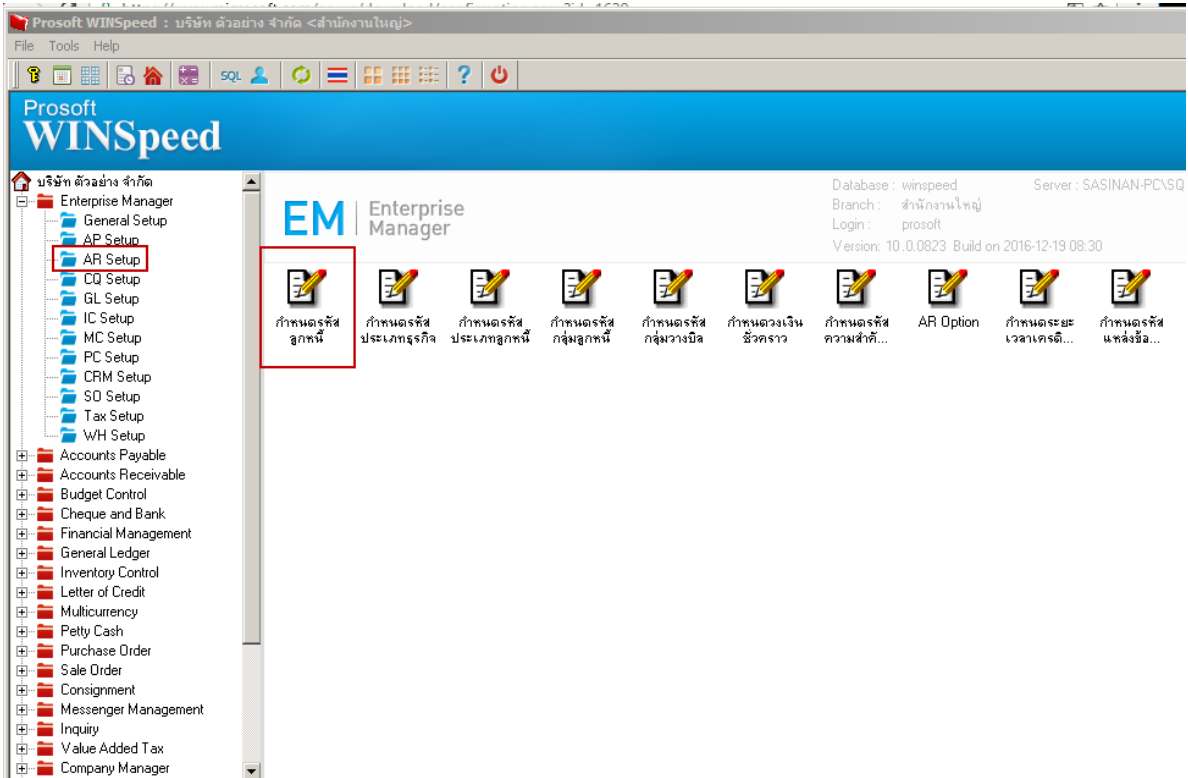 Prosoft WINSpeed : บริษัท ตัวอย่าง จำกัด <สำนักงานใหญ่>
File Tools Help
SQL
?
Prosoft
WINSpeed
บริษัท ตัวอย่าง จำกัด
Enterprise Manager
General Setup
AP Setup
AR Setup
CQ Setup
GL Setup
IC Setup
MC Setup
PC Setup
CRM Setup
SO Setup
Tax Setup
WH Setup
Accounts Payable
Accounts Receivable
Budget Control
Cheque and Bank
Financial Management
General Ledger
Inventory Control
Letter of Credit
Multicurrency
Petty Cash
Purchase Order
Sale Order
Consignment
Messenger Management
Inquiry
Value Added Tax
Company Manager
EM Enterprise
Manager
Database : winspeed Server : SASINAN-PC\SQ
Branch : สำนักงานใหญ่
Login : prosoft
Version: 10.0.0823 Build on 2016-12-19 08:30
กำหนดรหัส
ลูกหนี้
กำหนดรหัส
ประเภทธุรกิจ
กำหนดรหัส
ประเภทลูกหนี้
กำหนดรหัส
กลุ่มลูกหนี้
กำหนดรหัส
กลุ่มวางบิล
กำหนดวงเงิน
ชั่วคราว
กำหนดรหัส
ความสำคั...
AR Option
กำหนดระยะ
เวลาเครดิ...
กำหนดรหัส
แหล่งข้อ...